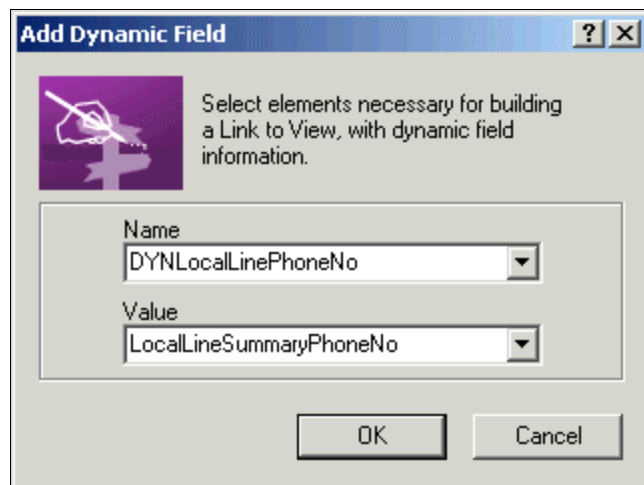 Add Dynamic Field
Select elements necessary for building
a Link to View, with dynamic field
information.
Name
DYNLocalLinePhoneNo
Value
LocalLineSummaryPhoneNo
OK
Cancel